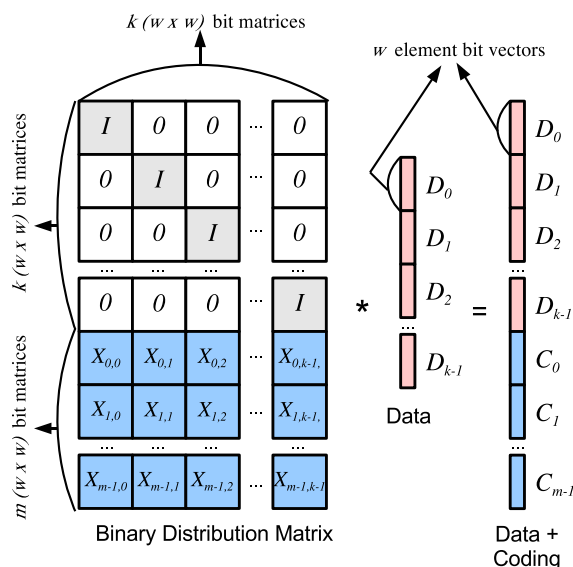 k (w x w) bit matrices
w element bit vectors
k (w x w) bit matrices
m (w x w) bit matrices
I 0 0 ... 0
0 I 0 ... 0
0 0 I ... 0
... ...
0 0 0 ... I
X0,0 X0,1 X0,2 ... X0,k-1,
X1,0 X1,1 X1,2 ... X1,k-1,
... ...
Xm-1,0 Xm-1,1 Xm-1,2 ... Xm-1,k-1
Binary Distribution Matrix
*
D0
D1
D2
...
Dk-1
Data
=
D0
D1
D2
...
Dk-1
C0
C1
...
Cm-1
Data +
Coding